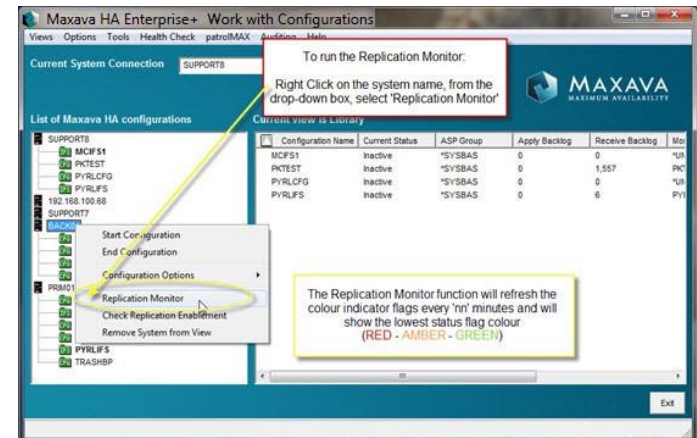 Maxava HA Enterprise+ Work with Configurations
Views Options Tools Health Check patrolMAX Auditing Help
To run the Replication Monitor:
Right Click on the system name, from the
drop-down box, select 'Replication Monitor'
Current System Connection SUPPORT8
MAXAVA
MAXIMUM AVAILABILITY
List of Maxava HA configurations
Current view is Library
SUPPORT8
MCIFS1
PKTEST
PYRLCFG
PYRLIFS
192.168.100.68
SUPPORT7
Configuration Name Current Status ASP Group Apply Backlog Receive Backlog
MCIFS1 Inactive *SYSBAS 0 0
PKTEST Inactive *SYSBAS 0 1,557
PYRLCFG Inactive *SYSBAS 0 0
PYRLIFS Inactive *SYSBAS 0 6
Start Configuration
End Configuration
Configuration Options
PRM01
Replication Monitor
Check Replication Enablement
Remove System from View
PYRLIFS
TRASHBP
The Replication Monitor function will refresh the
colour indicator flags every 'nn' minutes and will
show the lowest status flag colour
(RED - AMBER - GREEN)
Exit